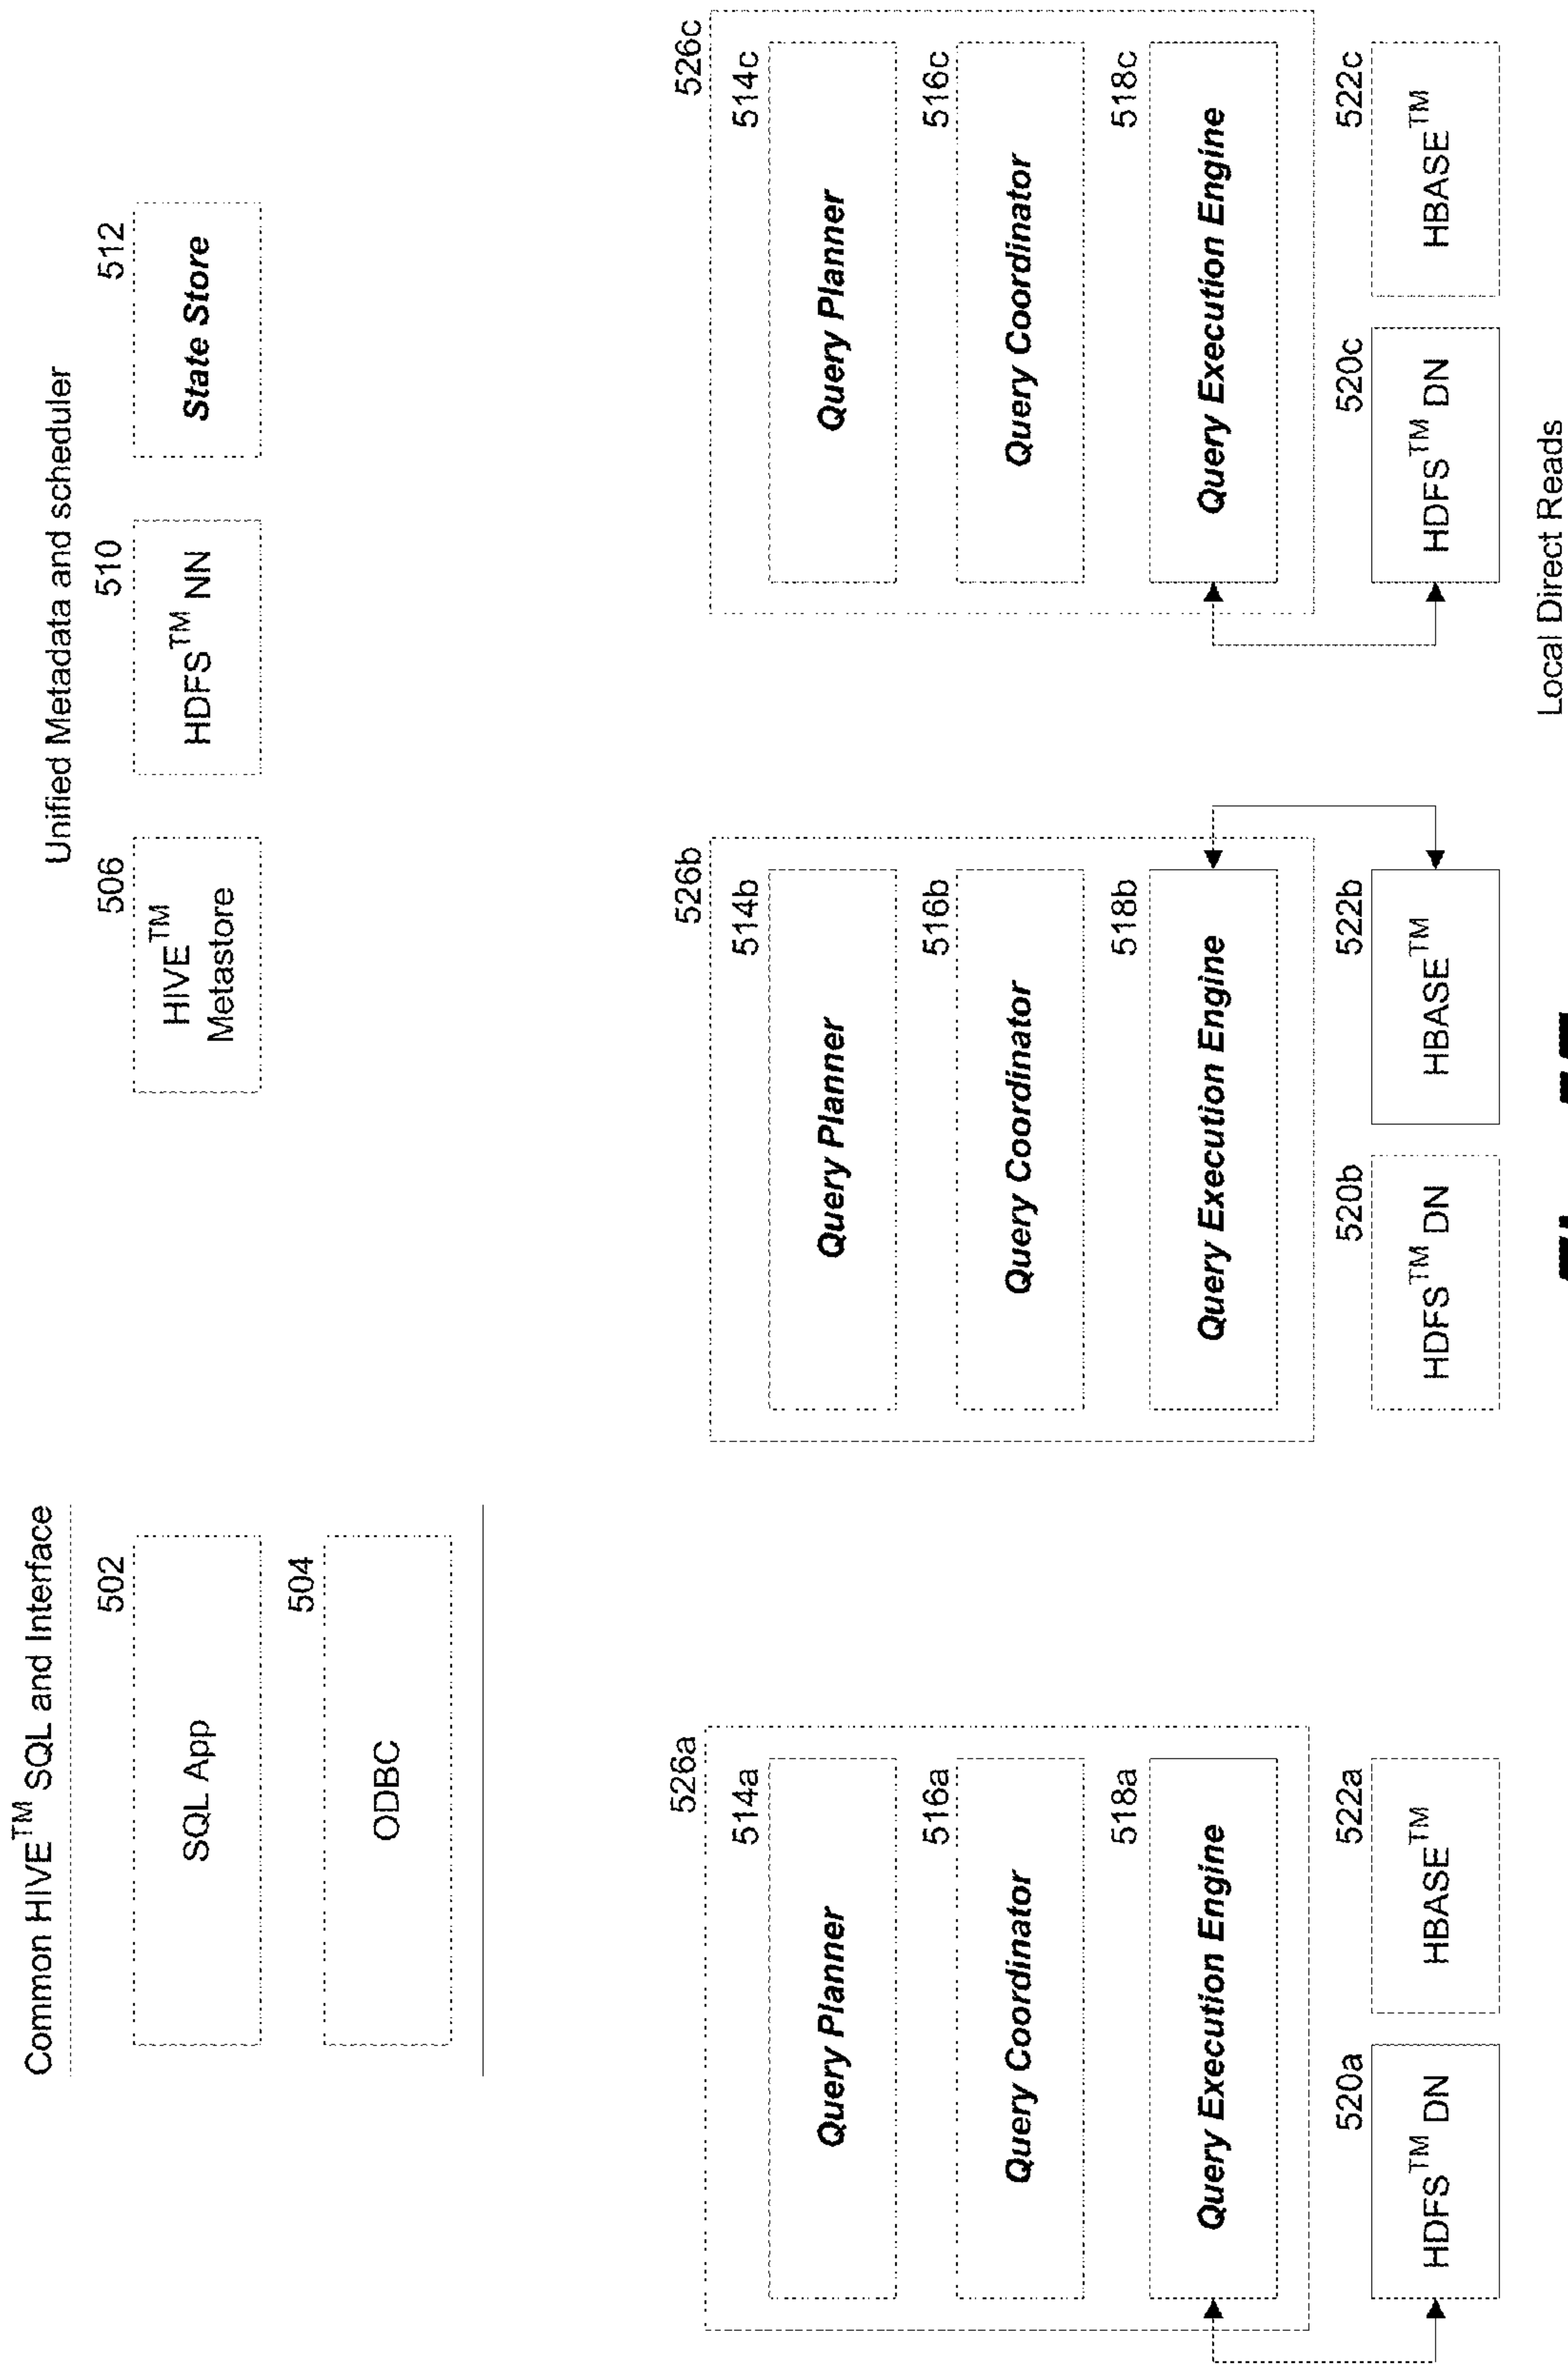 Common HIVE™ SQL and Interface
502
SQL App
504
ODBC
Unified Metadata and scheduler
506
HIVE™
Metastore
510
HDFS™ NN
512
State Store
526a
514a
Query Planner
516a
Query Coordinator
518a
Query Execution Engine
520a
HDFS™ DN
522a
HBASE™
526b
514b
Query Planner
516b
Query Coordinator
518b
Query Execution Engine
520b
HDFS™ DN
522b
HBASE™
526c
514c
Query Planner
516c
Query Coordinator
518c
Query Execution Engine
520c
HDFS™ DN
522c
HBASE™
Local Direct Reads